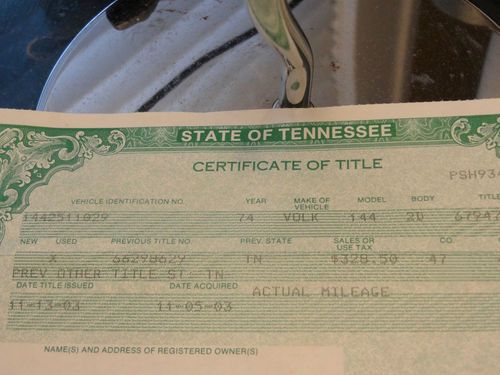 STATE OF TENNESSEE
CERTIFICATE OF TITLE
PSH934
VEHICLE IDENTIFICATION NO. YEAR MAKE OF VEHICLE MODEL BODY TITLE
1442511029 74 VOLK 144 2D
NEW USED PREVIOUS TITLE NO. PREV. STATE SALES OR USE TAX CO.
X 66298629 TN $328.50 47
PREV OTHER TITLE ST: TN
DATE TITLE ISSUED DATE ACQUIRED ACTUAL MILEAGE
11-13-03 11-05-03
NAME(S) AND ADDRESS OF REGISTERED OWNER(S)